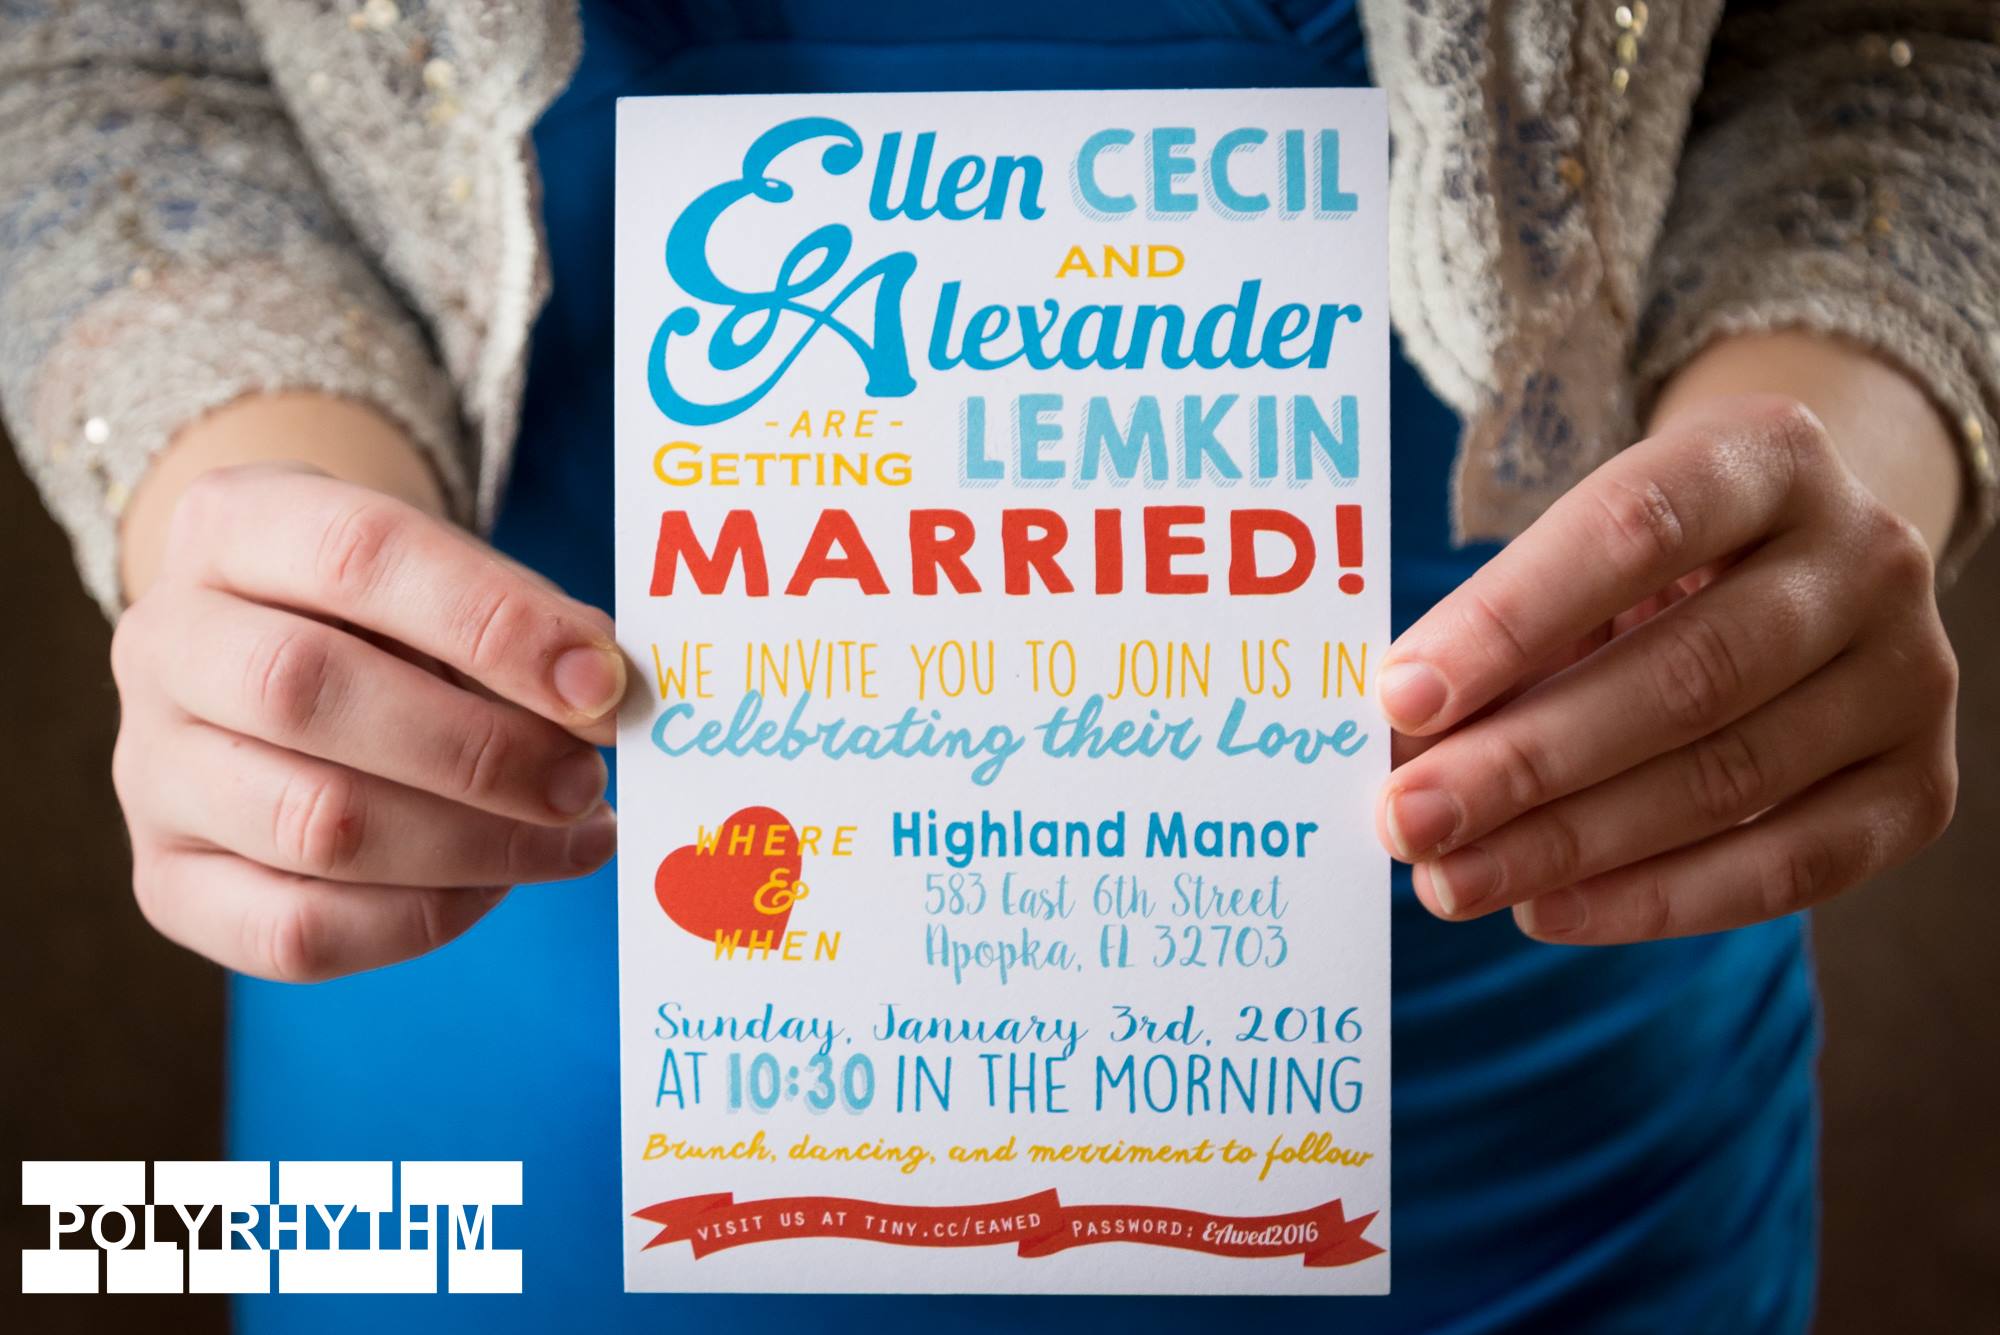 Ellen CECIL
AND
& Alexander
-ARE-
GETTING
LEMKIN
MARRIED!
WE INVITE YOU TO JOIN US IN
Celebrating their Love
WHERE
&
WHEN
Highland Manor
583 East 6th Street
Apopka, FL 32703
Sunday, January 3rd, 2016
AT 10:30 IN THE MORNING
Brunch, dancing, and merriment to follow
VISIT US AT TINY.CC/EAWED PASSWORD: EAwed2016
POLYRHYTHM